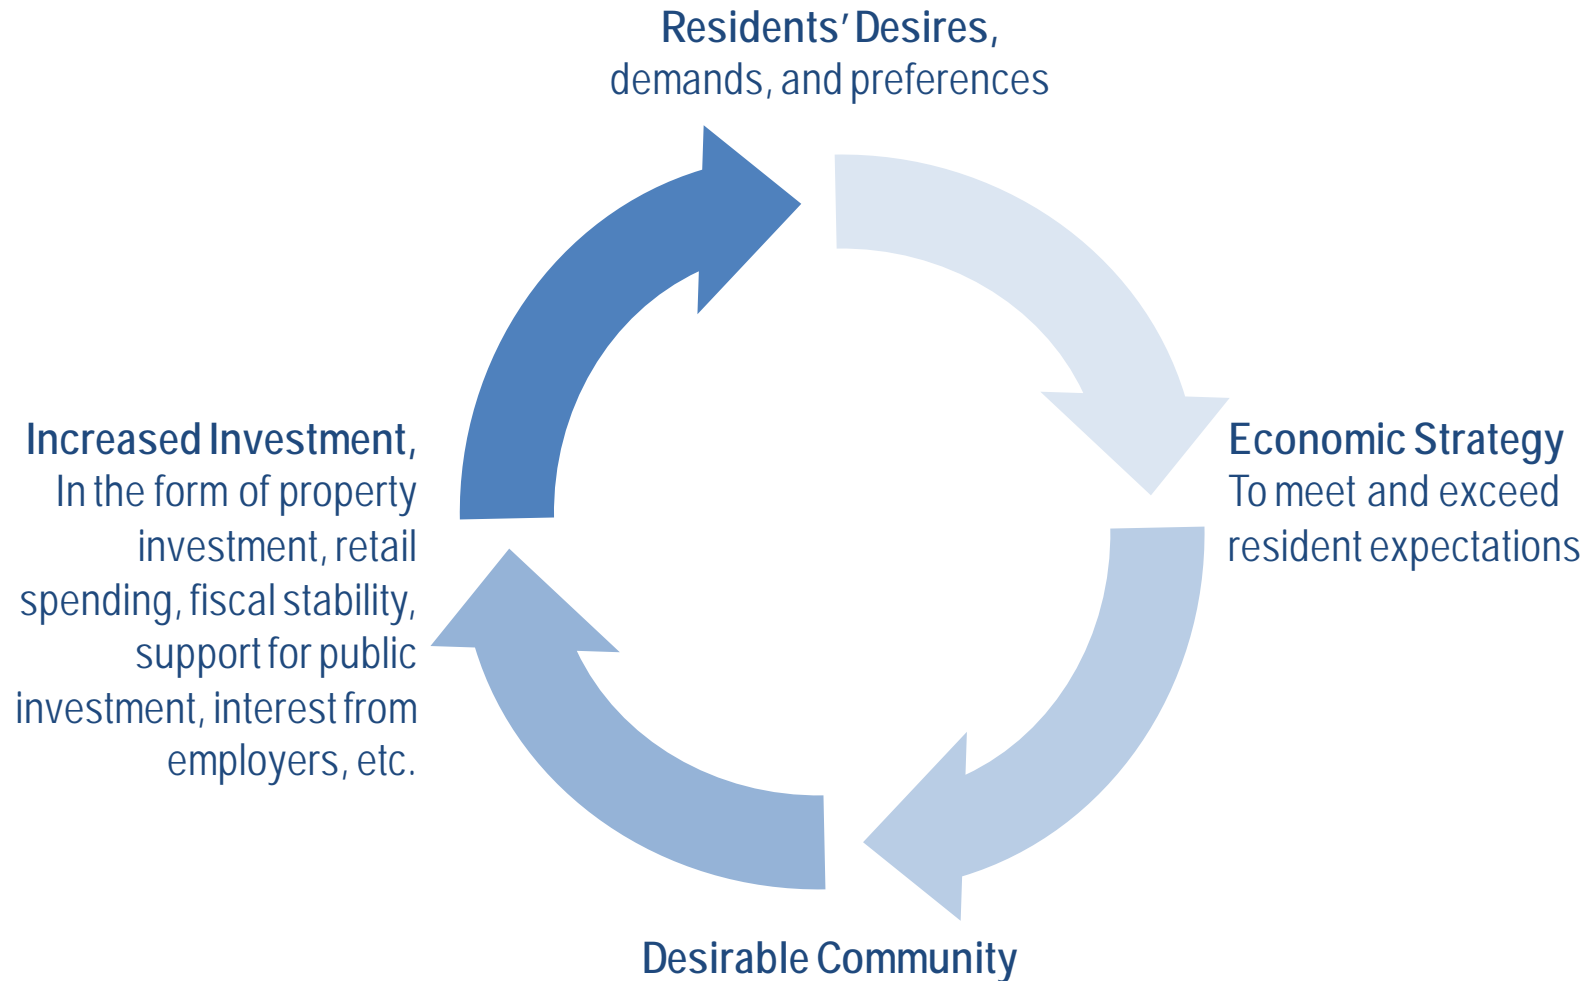 Residents’ Desires,
demands, and preferences
Economic Strategy
To meet and exceed
resident expectations
Desirable Community
Increased Investment,
In the form of property
investment, retail
spending, fiscal stability,
support for public
investment, interest from
employers, etc.